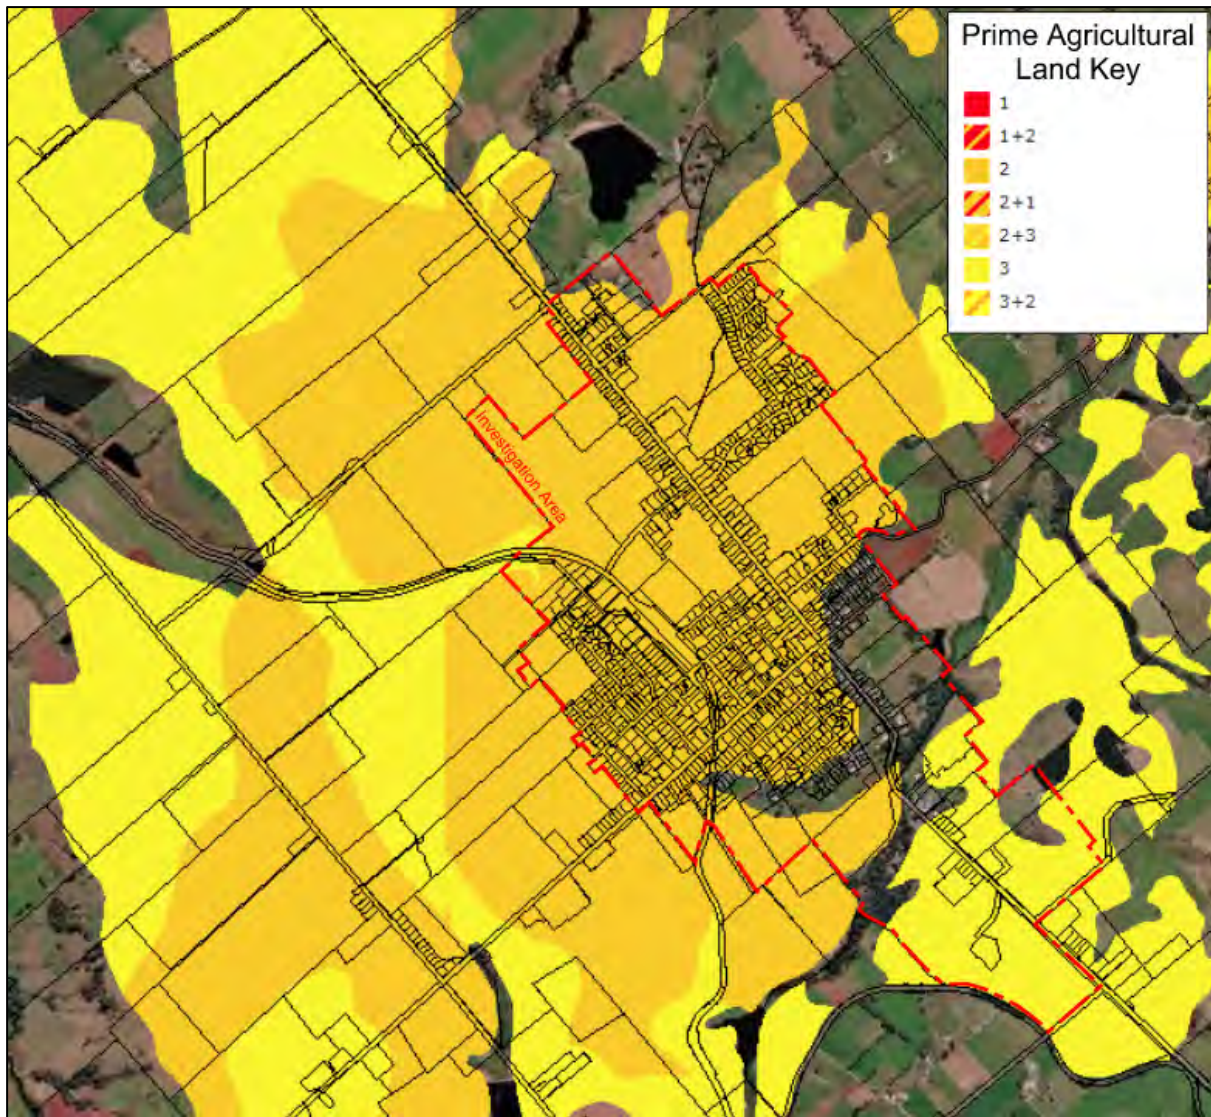 Prime Agricultural
Land Key
1
1+2
2
2+1
2+3
3
3+2
Investigation Area